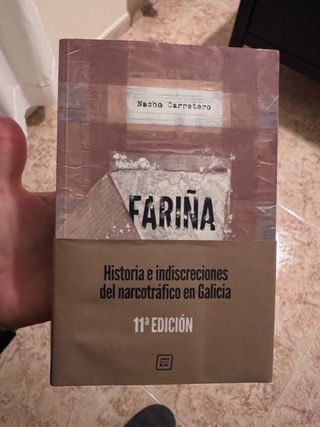 Nacho Carretero
FARIÑA
Historia e indiscreciones
del narcotráfico en Galicia
11ª EDICIÓN